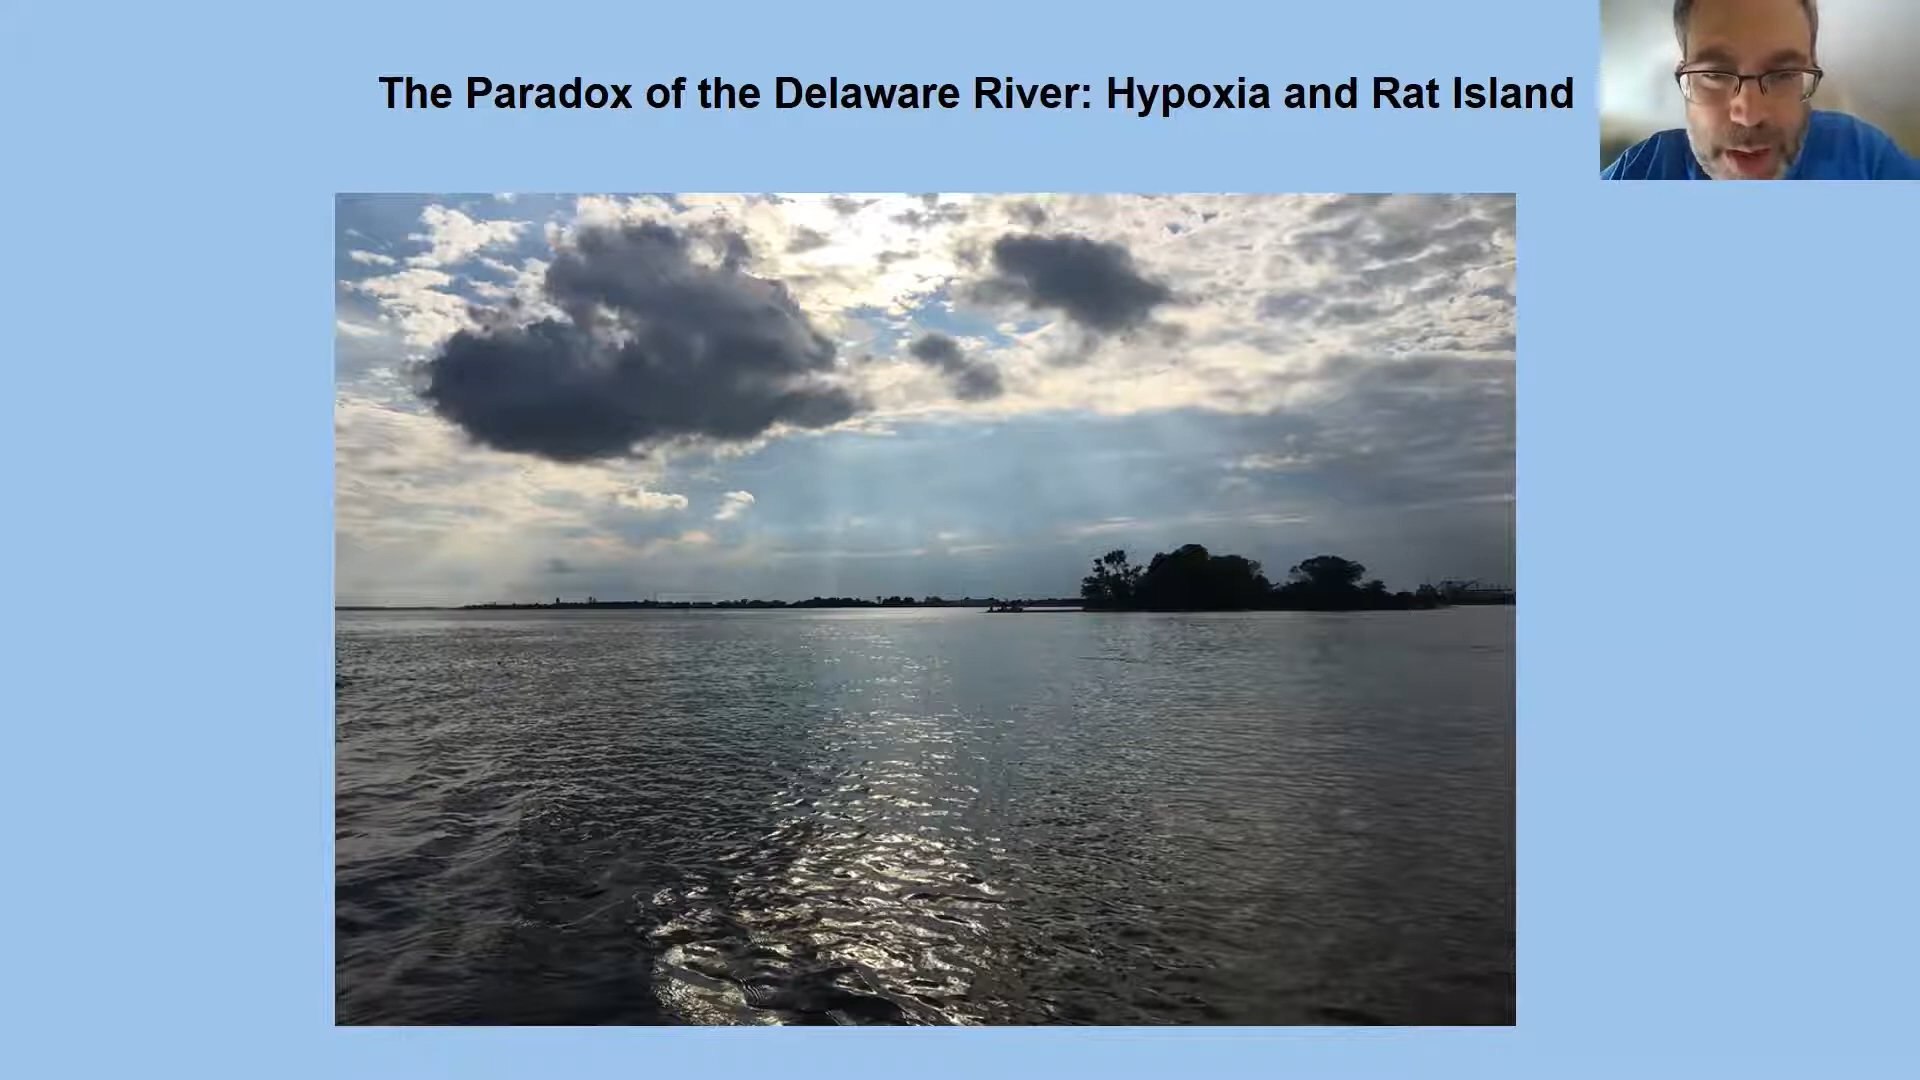 The Paradox of the Delaware River: Hypoxia and Rat Island